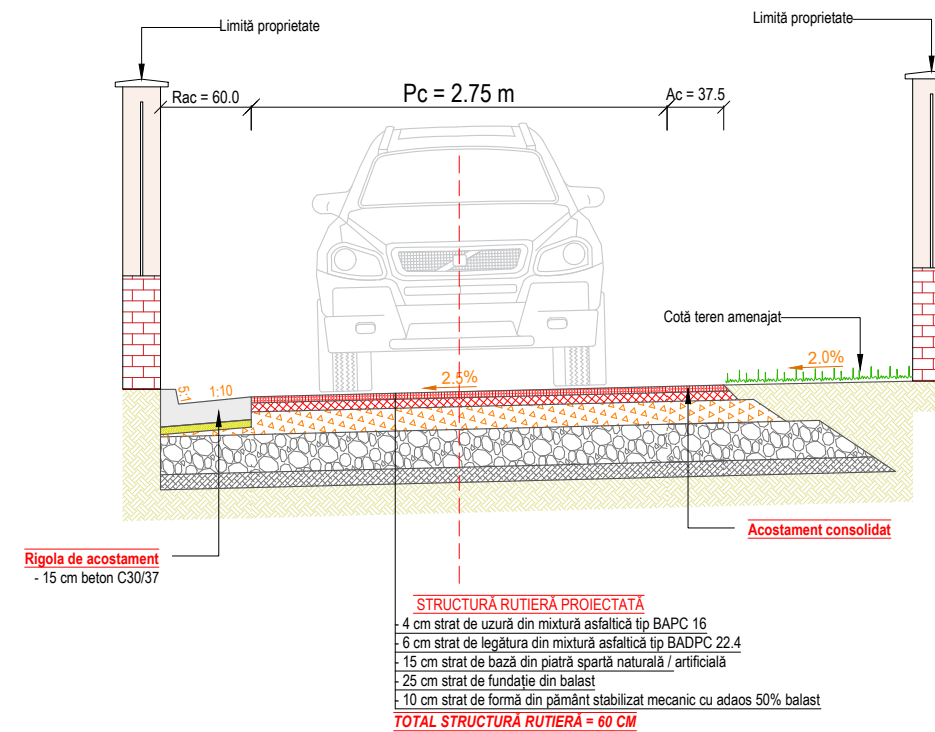 Limită proprietate
Limită proprietate
Rac = 60.0
Pc = 2.75 m
Ac = 37.5
Cotă teren amenajat
5:1
1:10
2.5%
2.0%
Rigola de acostament
- 15 cm beton C30/37
Acostament consolidat
STRUCTURĂ RUTIERĂ PROIECTATĂ
- 4 cm strat de uzură din mixtură asfaltică tip BAPC 16
- 6 cm strat de legătura din mixtură asfaltică tip BADPC 22.4
- 15 cm strat de bază din piatră spartă naturală / artificială
- 25 cm strat de fundație din balast
- 10 cm strat de formă din pământ stabilizat mecanic cu adaos 50% balast
TOTAL STRUCTURĂ RUTIERĂ = 60 CM